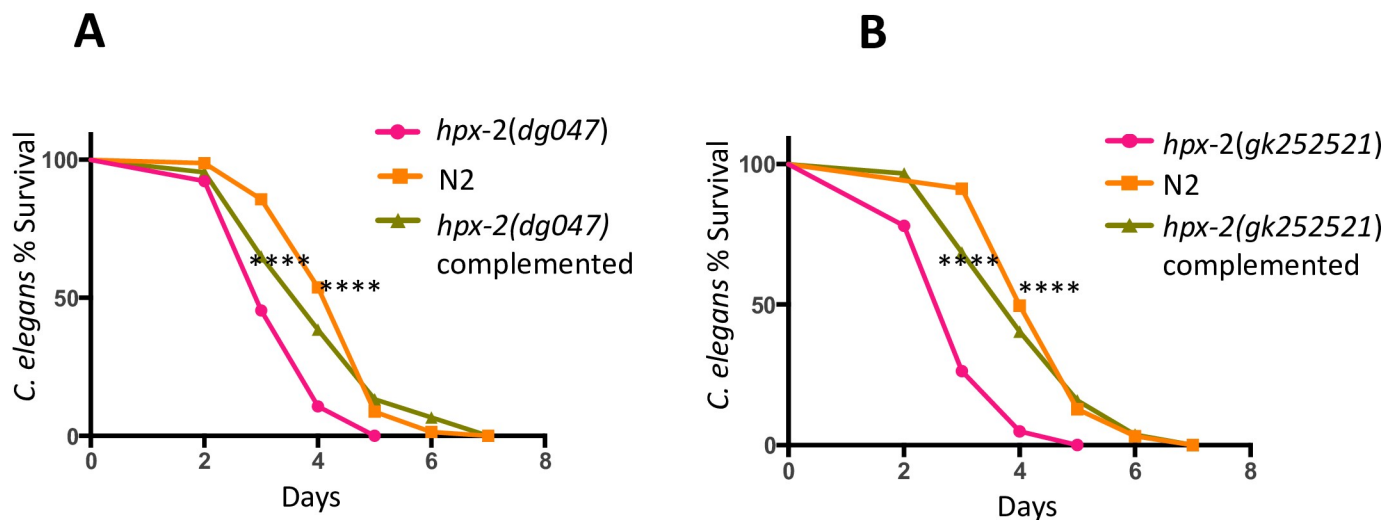 A
C. elegans % Survival
100
50
0
0 2 4 6 8
Days
****
****
hpx-2(dg047)
N2
hpx-2(dg047)
complemented
B
C. elegans % Survival
100
50
0
0 2 4 6 8
Days
****
****
hpx-2(gk252521)
N2
hpx-2(gk252521)
complemented